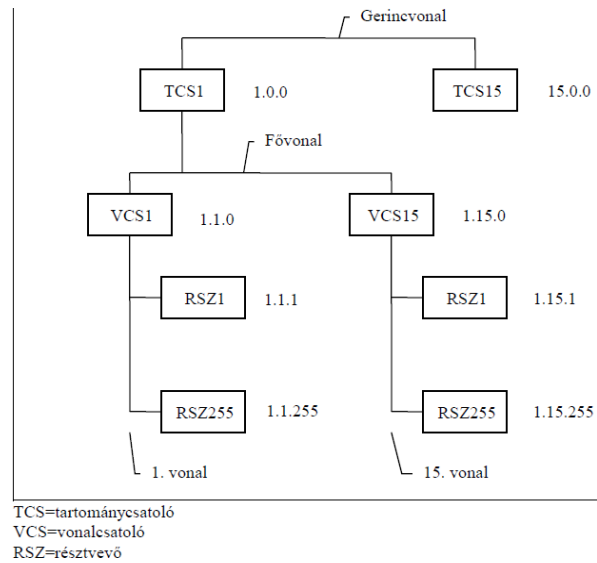 Gerincvonal
TCS1 1.0.0 TCS15 15.0.0
Fővonal
VCS1 1.1.0 VCS15 1.15.0
RSZ1 1.1.1 RSZ1 1.15.1
RSZ255 1.1.255 RSZ255 1.15.255
1. vonal 15. vonal
TCS=tartománycsatoló
VCS=vonalcsatoló
RSZ=résztvevő